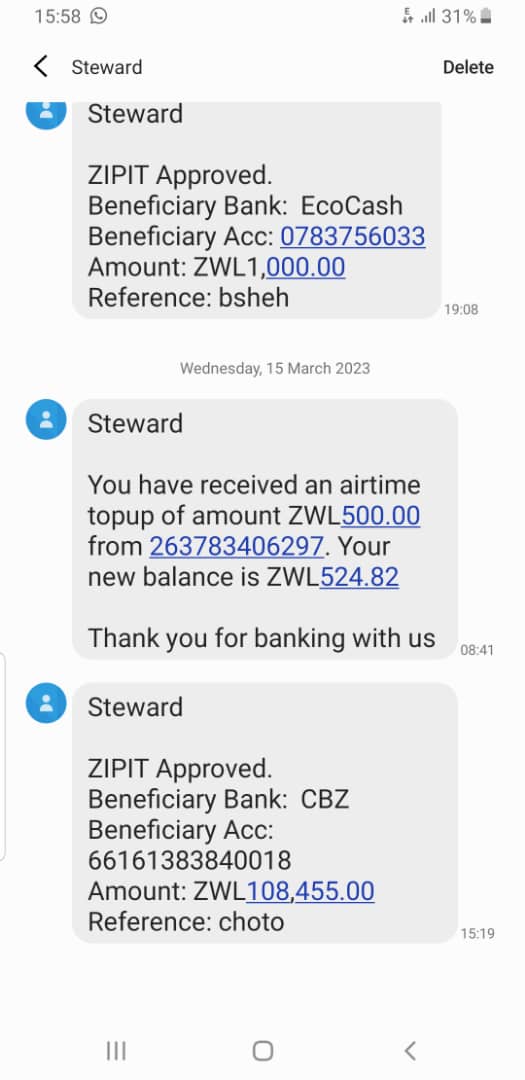 15:58
E
31%
Steward
Delete
Steward
ZIPIT Approved.
Beneficiary Bank:  EcoCash
Beneficiary Acc: 0783756033
Amount: ZWL1,000.00
Reference: bsheh
19:08
Wednesday, 15 March 2023
Steward
You have received an airtime
topup of amount ZWL500.00
from 263783406297. Your
new balance is ZWL524.82
Thank you for banking with us
08:41
Steward
ZIPIT Approved.
Beneficiary Bank:  CBZ
Beneficiary Acc:
66161383840018
Amount: ZWL108,455.00
Reference: choto
15:19